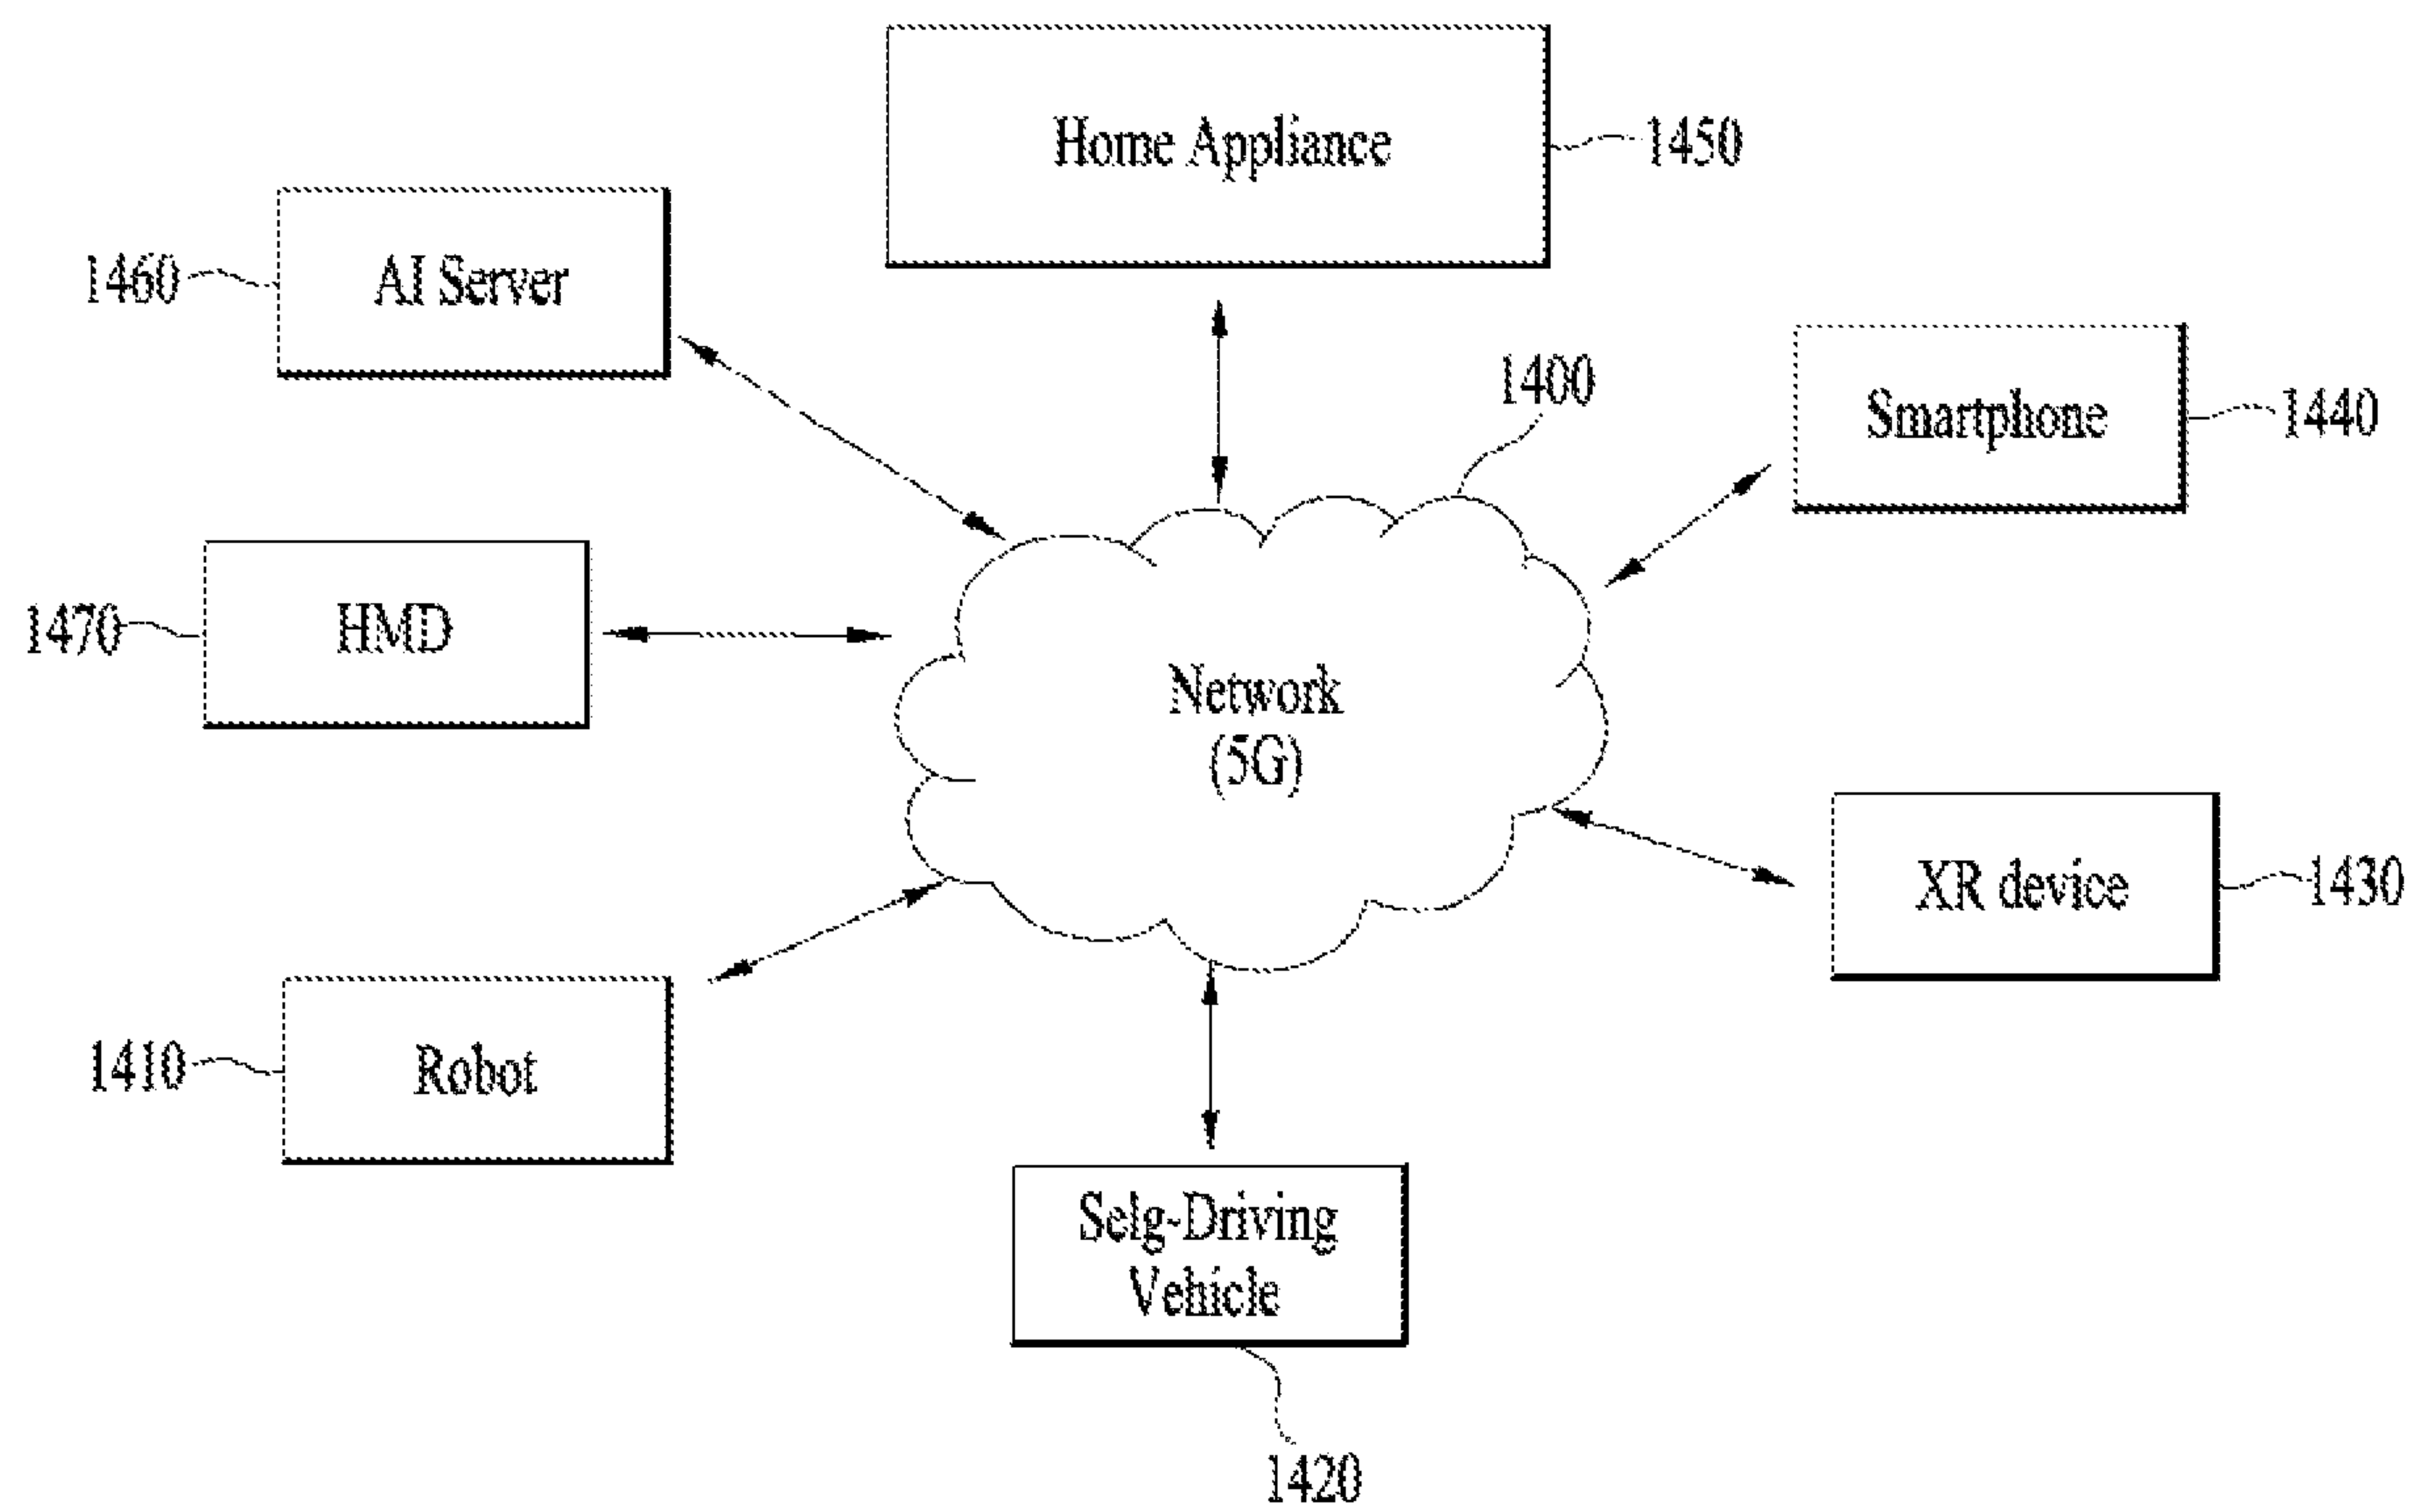 Home Appliance
1450
AI Server
1460
1400
Smartphone
1440
HMD
1470
Network
(5G)
XR device
1430
Robot
1410
Selg-Driving
Vehicle
1420